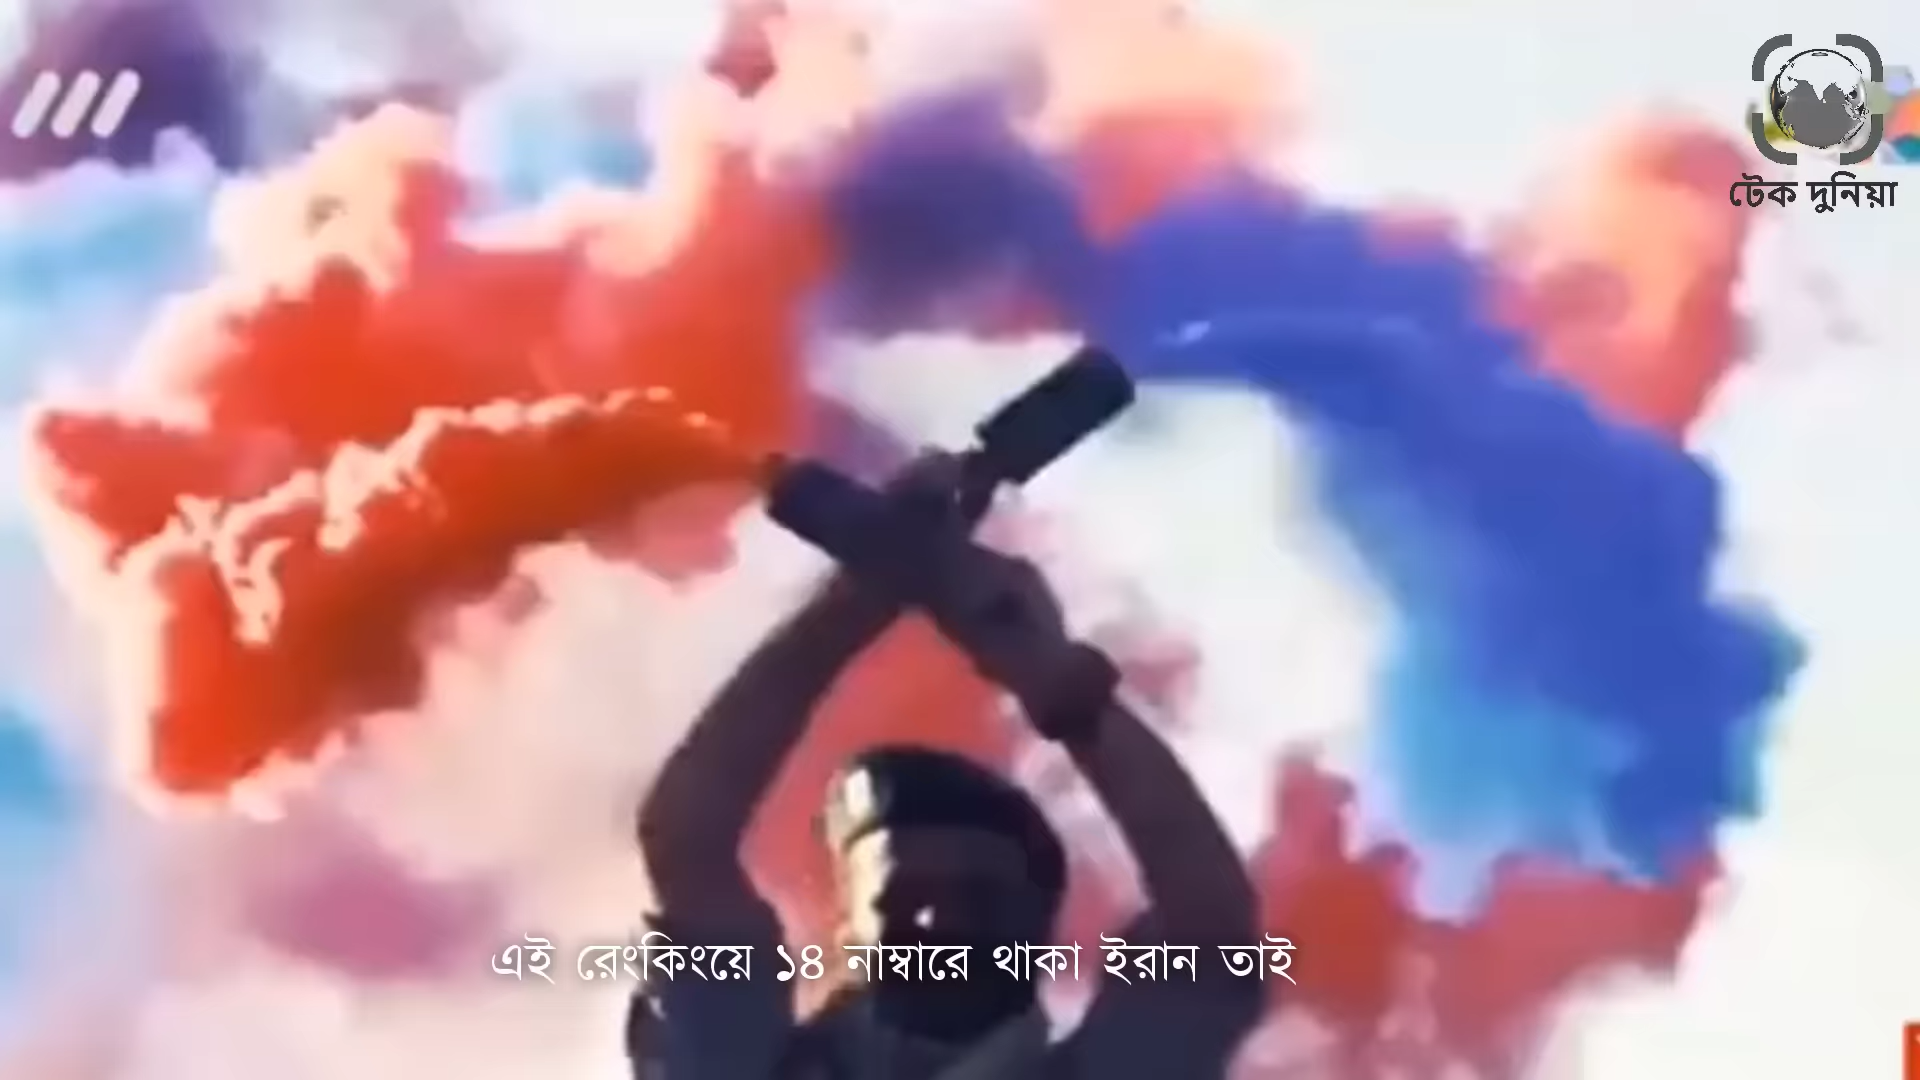 টেক দুনিয়া
এই রেংকিংয়ে ১৪ নাম্বারে থাকা ইরান তাই